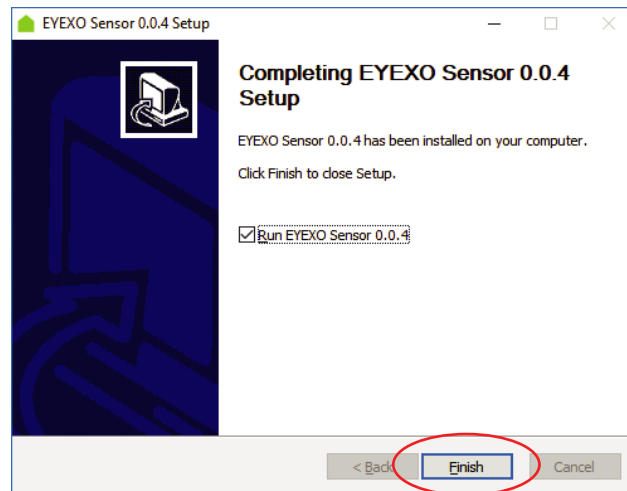 EYEXO Sensor 0.0.4 Setup
Completing EYEXO Sensor 0.0.4
Setup
EYEXO Sensor 0.0.4 has been installed on your computer.
Click Finish to close Setup.
Run EYEXO Sensor 0.0.4
< Back Finish Cancel